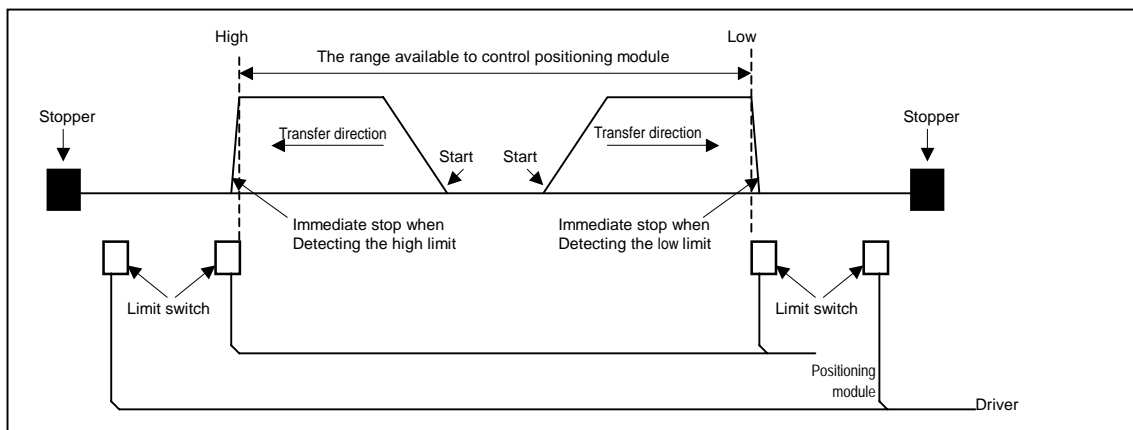 High
Low
The range available to control positioning module
Stopper
Stopper
Transfer direction
Transfer direction
Start
Start
Immediate stop when
Detecting the high limit
Immediate stop when
Detecting the low limit
Limit switch
Limit switch
Positioning
module
Driver